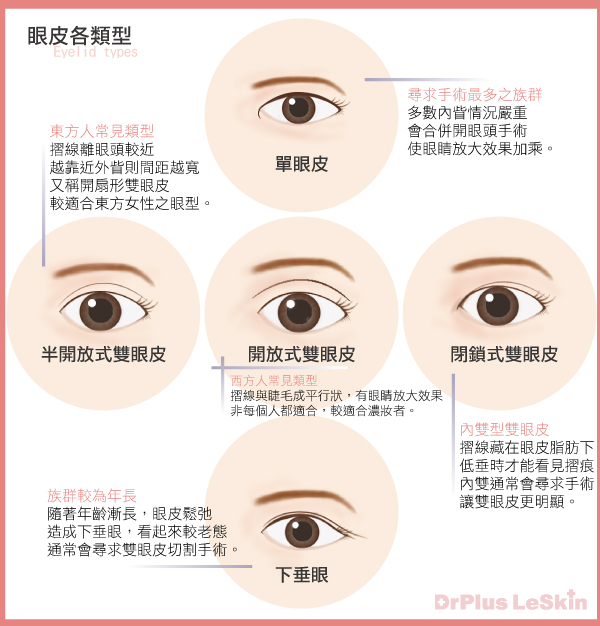 眼皮各類型
Eyelid types
尋求手術最多之族群
多數內眥情況嚴重
會合併開眼頭手術
使眼睛放大效果加乘。
單眼皮
東方人常見類型
摺線離眼頭較近
越靠近外眥則間距越寬
又稱開扇形雙眼皮
較適合東方女性之眼型。
半開放式雙眼皮
開放式雙眼皮
閉鎖式雙眼皮
西方人常見類型
摺線與睫毛成平行狀，有眼睛放大效果
非每個人都適合，較適合濃妝者。
內雙型雙眼皮
摺線藏在眼皮脂肪下
低垂時才能看見摺痕
內雙通常會尋求手術
讓雙眼皮更明顯。
族群較為年長
隨著年齡漸長，眼皮鬆弛
造成下垂眼，看起來較老態
通常會尋求雙眼皮切割手術。
下垂眼
DrPlus LeSkin